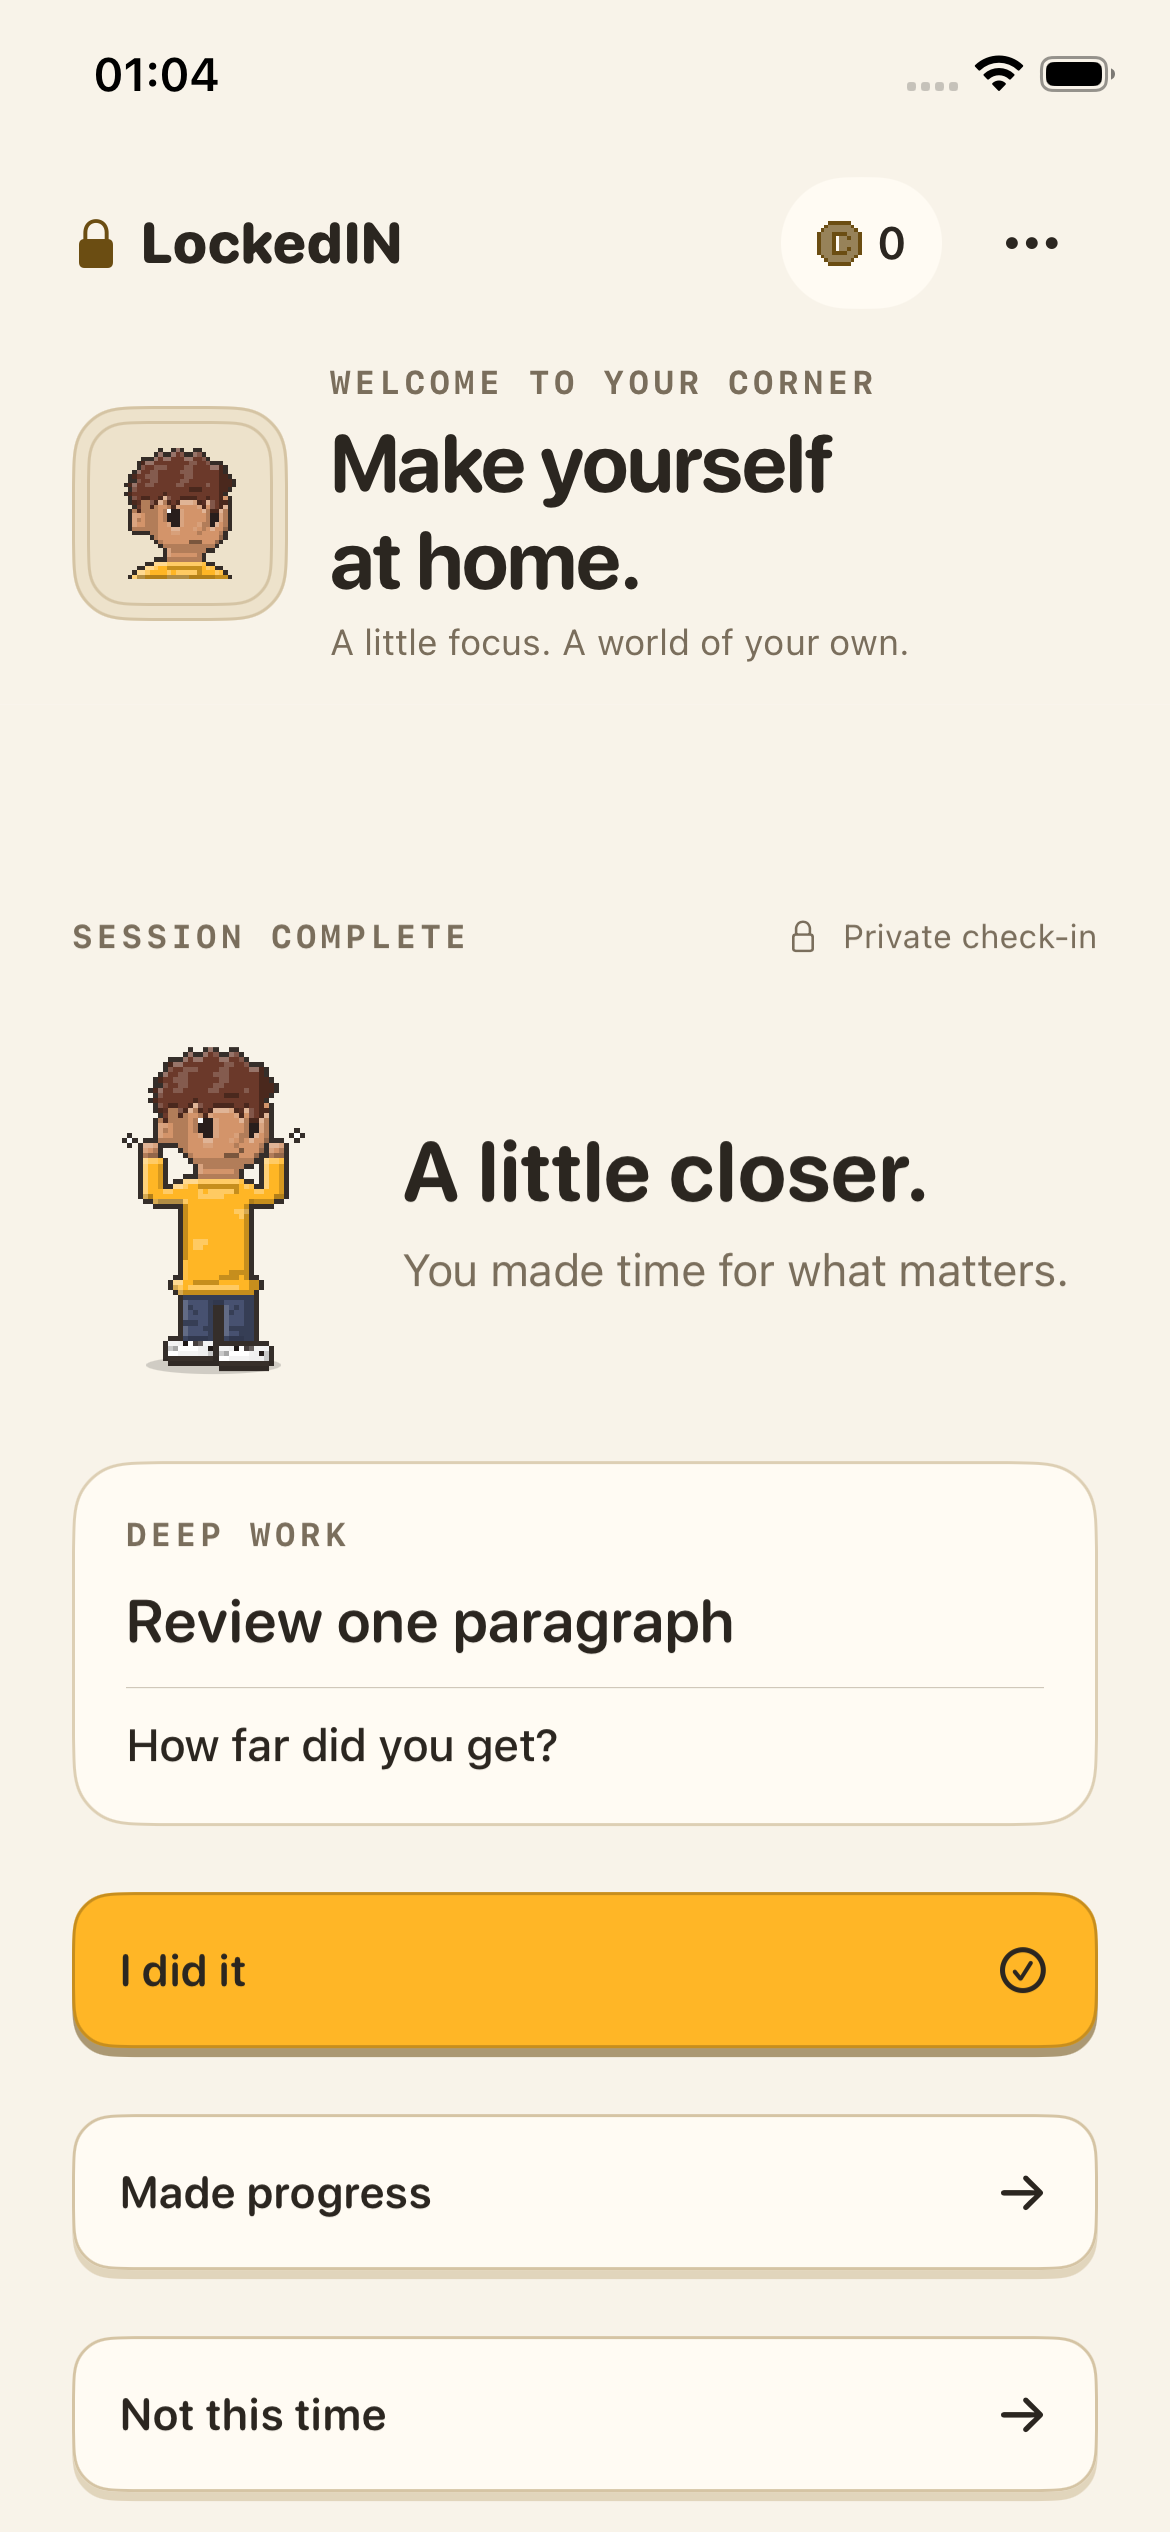 01:04
LockedIN
0
WELCOME TO YOUR CORNER
Make yourself
at home.
A little focus. A world of your own.
SESSION COMPLETE
Private check-in
A little closer.
You made time for what matters.
DEEP WORK
Review one paragraph
How far did you get?
I did it
Made progress
Not this time